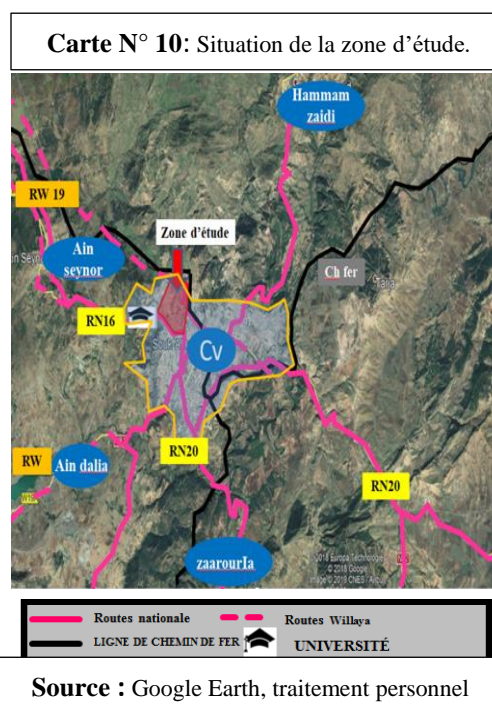 Carte N° 10: Situation de la zone d'étude.
Hammam
zaidi
RW 19
Zone d'étude
Ain
seynor
Ch fer
RN16
Cv
RN20
RW
Ain dalia
RN20
zaarourIa
© 2018 Google
Routes nationale
Routes Willaya
LIGNE DE CHEMIN DE FER
UNIVERSITÉ
Source : Google Earth, traitement personnel